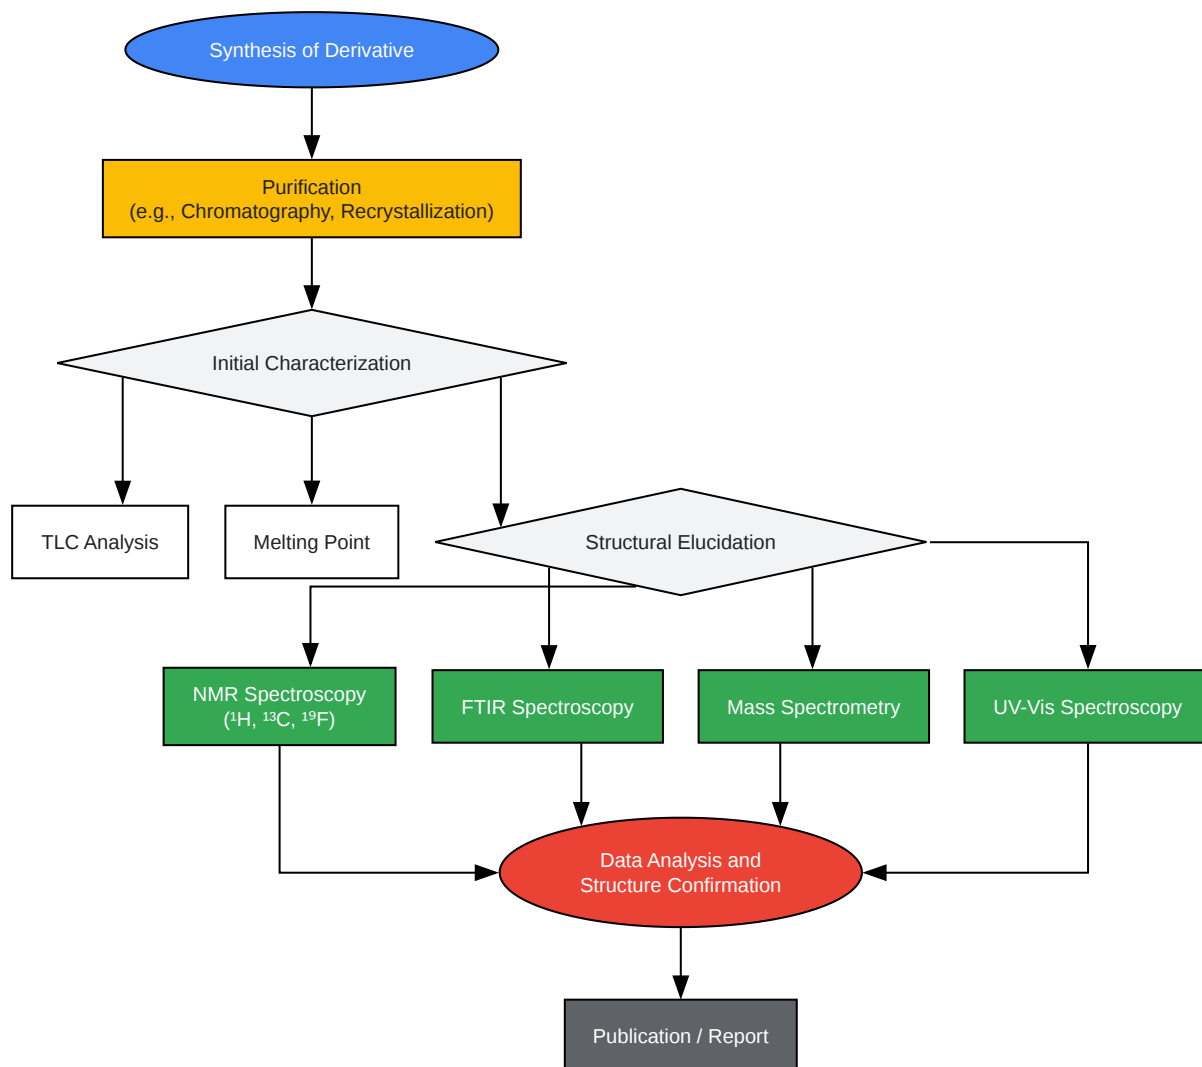 Synthesis of Derivative
Purification
(e.g., Chromatography, Recrystallization)
Initial Characterization
TLC Analysis
Melting Point
Structural Elucidation
NMR Spectroscopy
(¹H, ¹³C, ¹⁹F)
FTIR Spectroscopy
Mass Spectrometry
UV-Vis Spectroscopy
Data Analysis and
Structure Confirmation
Publication / Report